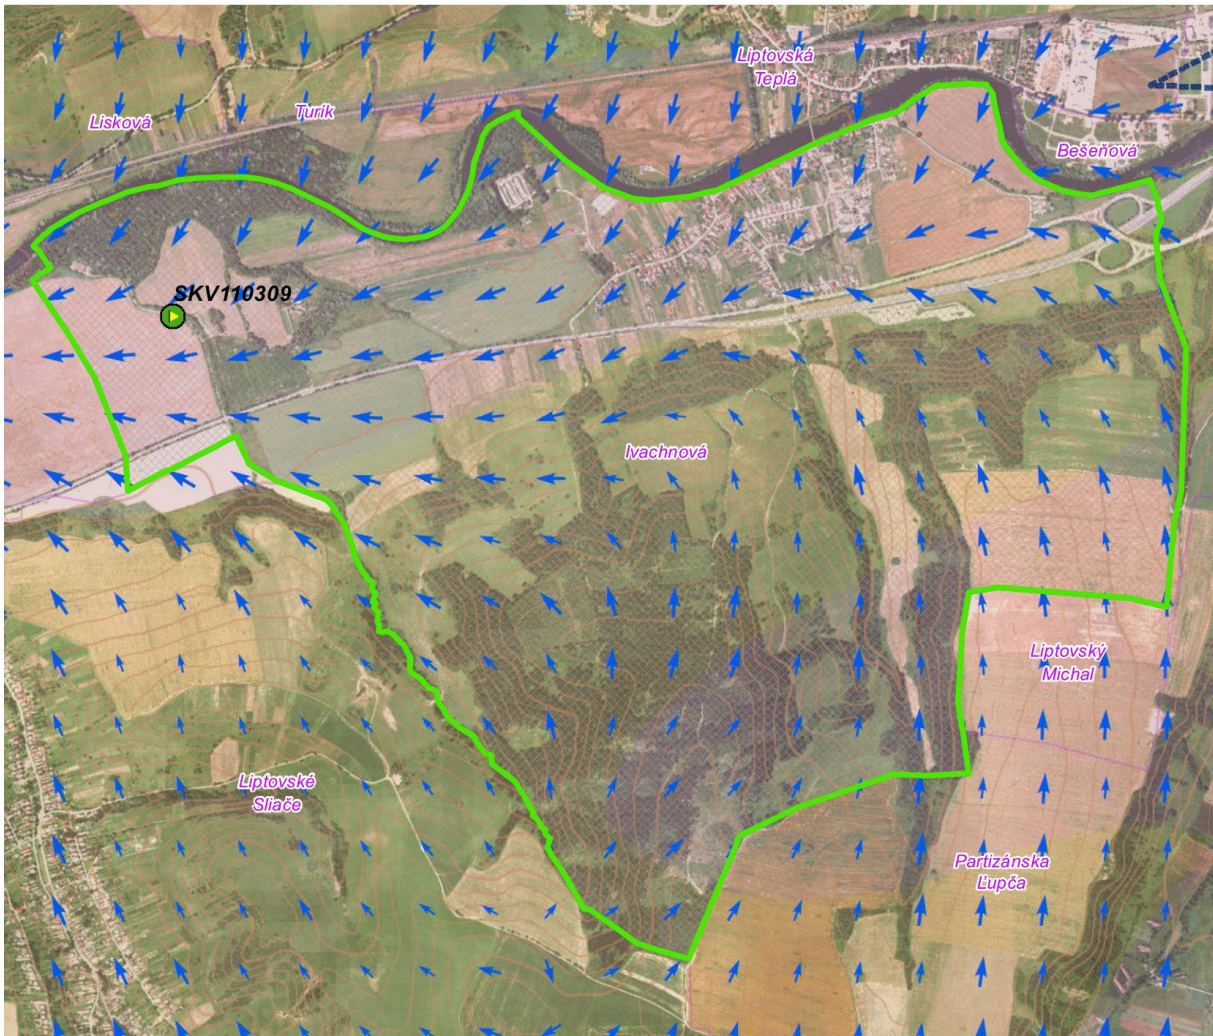 Liptovská
Teplá
Turík
Lisková
Bešeňová
SKV110309
Ivachnová
Liptovský
Michal
Liptovské
Sliače
Partizánska
Ľupča